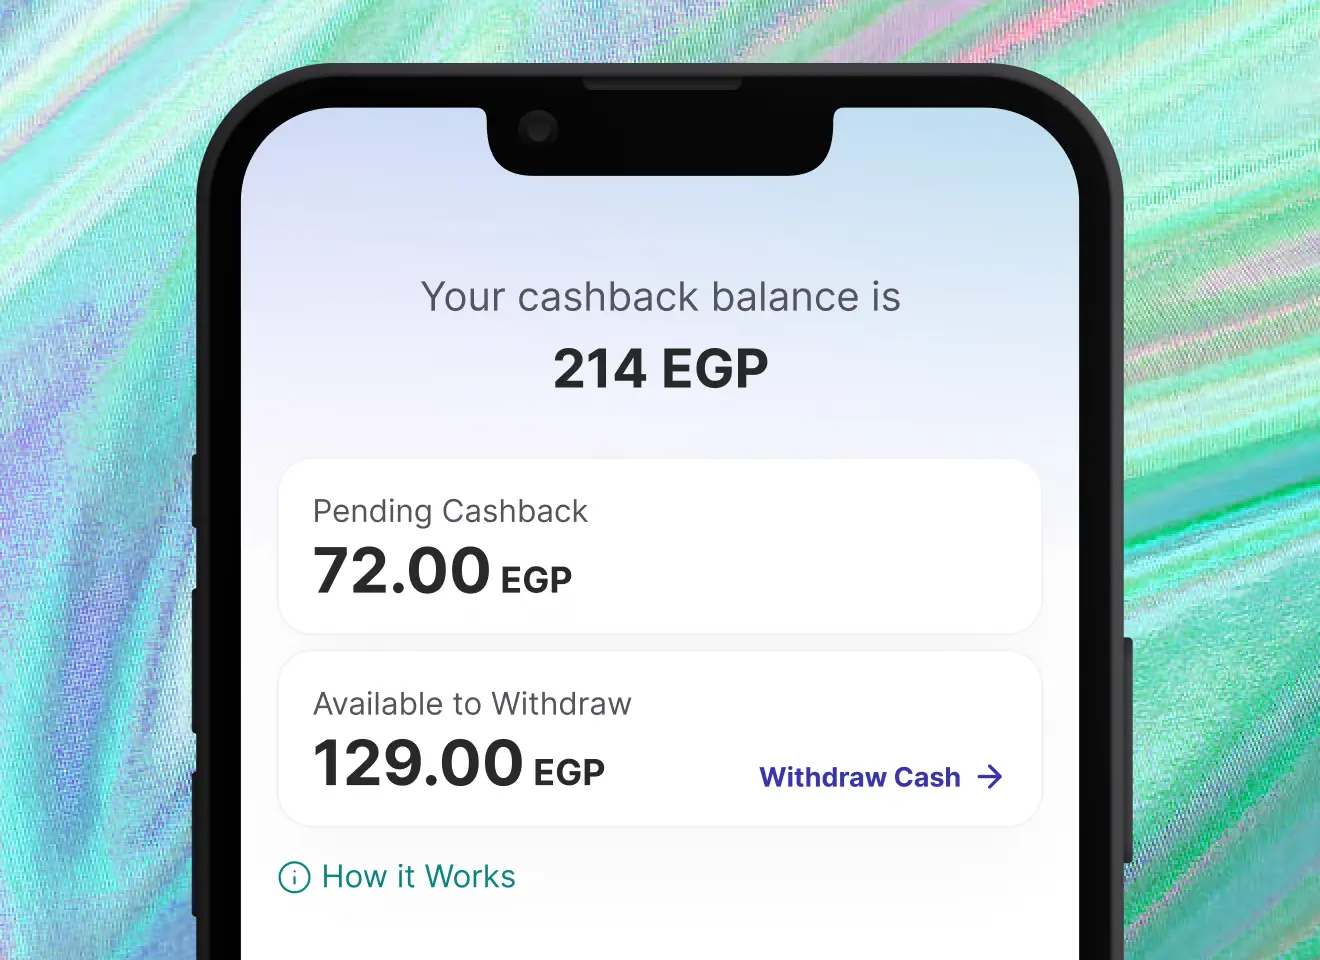 Your cashback balance is
214 EGP
Pending Cashback
72.00 EGP
Available to Withdraw
129.00 EGP
Withdraw Cash →
How it Works